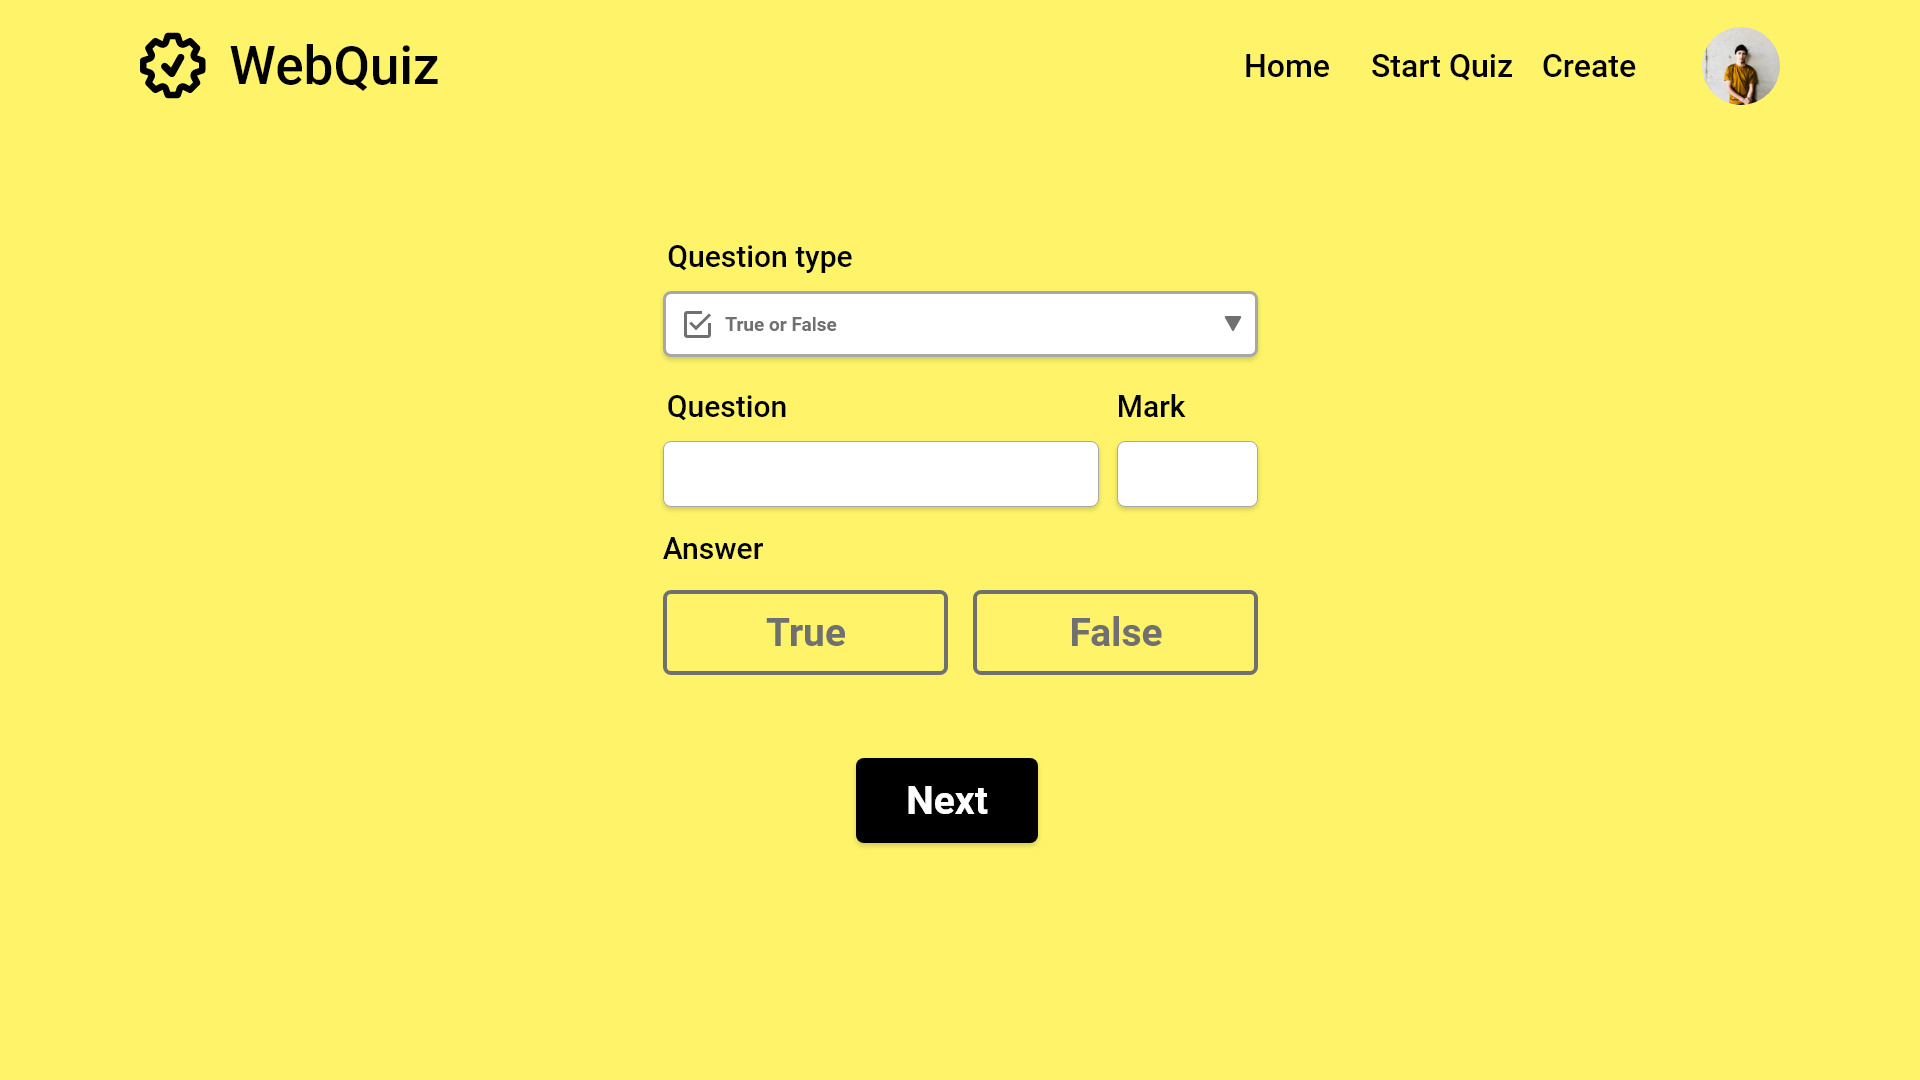 WebQuiz
Home Start Quiz Create
Question type
True or False
Question Mark
Answer
True False
Next